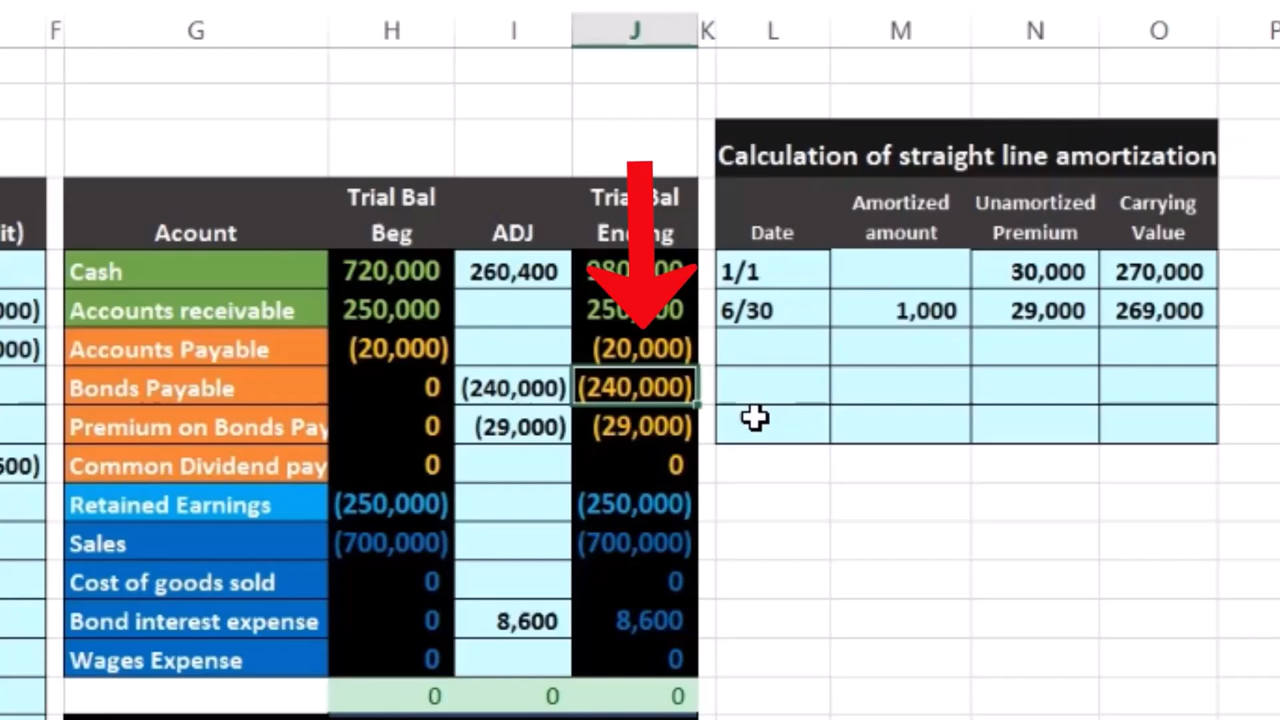 F G H I J K L M N O P
Calculation of straight line amortization
Trial Bal Trial Bal Amortized Unamortized Carrying
it) Acount Beg ADJ Ending Date amount Premium Value
Cash 720,000 260,400 1/1 30,000 270,000
000) Accounts receivable 250,000 6/30 1,000 29,000 269,000
000) Accounts Payable (20,000) (20,000)
Bonds Payable 0 (240,000) (240,000)
Premium on Bonds Pay 0 (29,000) (29,000)
600) Common Dividend pay 0 0
Retained Earnings (250,000) (250,000)
Sales (700,000) (700,000)
Cost of goods sold 0 0
Bond interest expense 0 8,600 8,600
Wages Expense 0 0
0 0 0